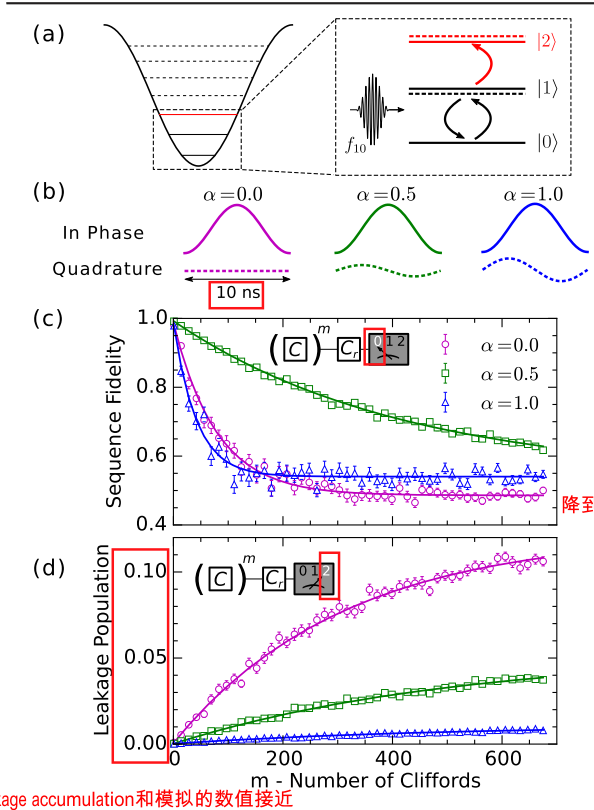 (a)
|2⟩
|1⟩
f10
|0⟩
(b)
α=0.0 α=0.5 α=1.0
In Phase
Quadrature
10 ns
(c)
Sequence Fidelity
1.0
0.8
0.6
0.4
( C )m Cr 0 1 2
α=0.0
α=0.5
α=1.0
降到
(d)
Leakage Population
0.10
0.05
0.00
( C )m Cr 0 1 2
0 200 400 600
m - Number of Cliffords
kage accumulation和模拟的数值接近